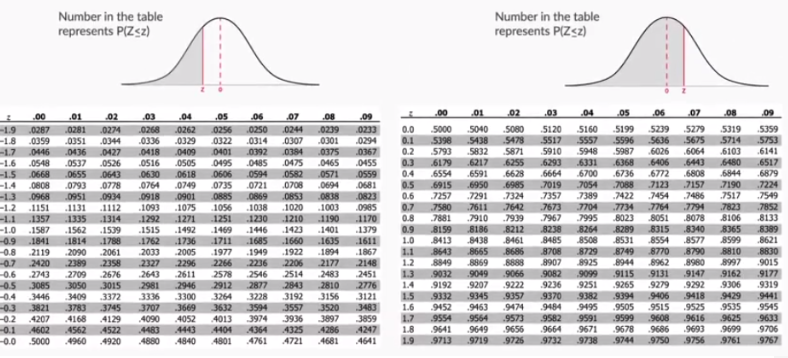 Number in the table
represents P(Z≤z)
z 0
z .00 .01 .02 .03 .04 .05 .06 .07 .08 .09
-1.9 .0287 .0281 .0274 .0268 .0262 .0256 .0250 .0244 .0239 .0233
-1.8 .0359 .0351 .0344 .0336 .0329 .0322 .0314 .0307 .0301 .0294
-1.7 .0446 .0436 .0427 .0418 .0409 .0401 .0392 .0384 .0375 .0367
-1.6 .0548 .0537 .0526 .0516 .0505 .0495 .0485 .0475 .0465 .0455
-1.5 .0668 .0655 .0643 .0630 .0618 .0606 .0594 .0582 .0571 .0559
-1.4 .0808 .0793 .0778 .0764 .0749 .0735 .0721 .0708 .0694 .0681
-1.3 .0968 .0951 .0934 .0918 .0901 .0885 .0869 .0853 .0838 .0823
-1.2 .1151 .1131 .1112 .1093 .1075 .1056 .1038 .1020 .1003 .0985
-1.1 .1357 .1335 .1314 .1292 .1271 .1251 .1230 .1210 .1190 .1170
-1.0 .1587 .1562 .1539 .1515 .1492 .1469 .1446 .1423 .1401 .1379
-0.9 .1841 .1814 .1788 .1762 .1736 .1711 .1685 .1660 .1635 .1611
-0.8 .2119 .2090 .2061 .2033 .2005 .1977 .1949 .1922 .1894 .1867
-0.7 .2420 .2389 .2358 .2327 .2296 .2266 .2236 .2206 .2177 .2148
-0.6 .2743 .2709 .2676 .2643 .2611 .2578 .2546 .2514 .2483 .2451
-0.5 .3085 .3050 .3015 .2981 .2946 .2912 .2877 .2843 .2810 .2776
-0.4 .3446 .3409 .3372 .3336 .3300 .3264 .3228 .3192 .3156 .3121
-0.3 .3821 .3783 .3745 .3707 .3669 .3632 .3594 .3557 .3520 .3483
-0.2 .4207 .4168 .4129 .4090 .4052 .4013 .3974 .3936 .3897 .3859
-0.1 .4602 .4562 .4522 .4483 .4443 .4404 .4364 .4325 .4286 .4247
-0.0 .5000 .4960 .4920 .4880 .4840 .4801 .4761 .4721 .4681 .4641
Number in the table
represents P(Z≤z)
0 z
z .00 .01 .02 .03 .04 .05 .06 .07 .08 .09
0.0 .5000 .5040 .5080 .5120 .5160 .5199 .5239 .5279 .5319 .5359
0.1 .5398 .5438 .5478 .5517 .5557 .5596 .5636 .5675 .5714 .5753
0.2 .5793 .5832 .5871 .5910 .5948 .5987 .6026 .6064 .6103 .6141
0.3 .6179 .6217 .6255 .6293 .6331 .6368 .6406 .6443 .6480 .6517
0.4 .6554 .6591 .6628 .6664 .6700 .6736 .6772 .6808 .6844 .6879
0.5 .6915 .6950 .6985 .7019 .7054 .7088 .7123 .7157 .7190 .7224
0.6 .7257 .7291 .7324 .7357 .7389 .7422 .7454 .7486 .7517 .7549
0.7 .7580 .7611 .7642 .7673 .7704 .7734 .7764 .7794 .7823 .7852
0.8 .7881 .7910 .7939 .7967 .7995 .8023 .8051 .8078 .8106 .8133
0.9 .8159 .8186 .8212 .8238 .8264 .8289 .8315 .8340 .8365 .8389
1.0 .8413 .8438 .8461 .8485 .8508 .8531 .8554 .8577 .8599 .8621
1.1 .8643 .8665 .8686 .8708 .8729 .8749 .8770 .8790 .8810 .8830
1.2 .8849 .8869 .8888 .8907 .8925 .8944 .8962 .8980 .8997 .9015
1.3 .9032 .9049 .9066 .9082 .9099 .9115 .9131 .9147 .9162 .9177
1.4 .9192 .9207 .9222 .9236 .9251 .9265 .9279 .9292 .9306 .9319
1.5 .9332 .9345 .9357 .9370 .9382 .9394 .9406 .9418 .9429 .9441
1.6 .9452 .9463 .9474 .9484 .9495 .9505 .9515 .9525 .9535 .9545
1.7 .9554 .9564 .9573 .9582 .9591 .9599 .9608 .9616 .9625 .9633
1.8 .9641 .9649 .9656 .9664 .9671 .9678 .9686 .9693 .9699 .9706
1.9 .9713 .9719 .9726 .9732 .9738 .9744 .9750 .9756 .9761 .9767